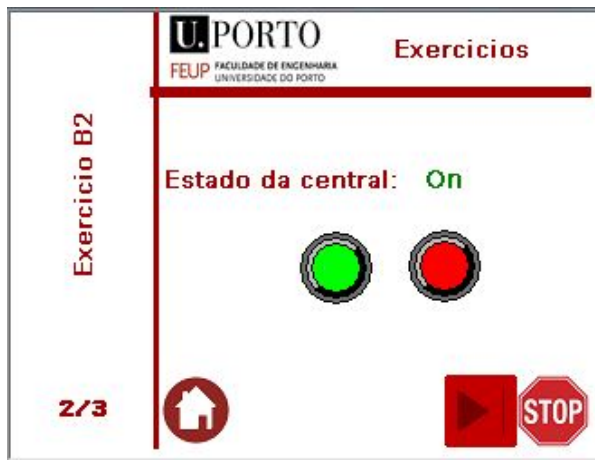 U. PORTO
FEUP FACULDADE DE ENGENHARIA
UNIVERSIDADE DO PORTO
Exercicios
Exercicio B2
Estado da central: On
2/3
STOP